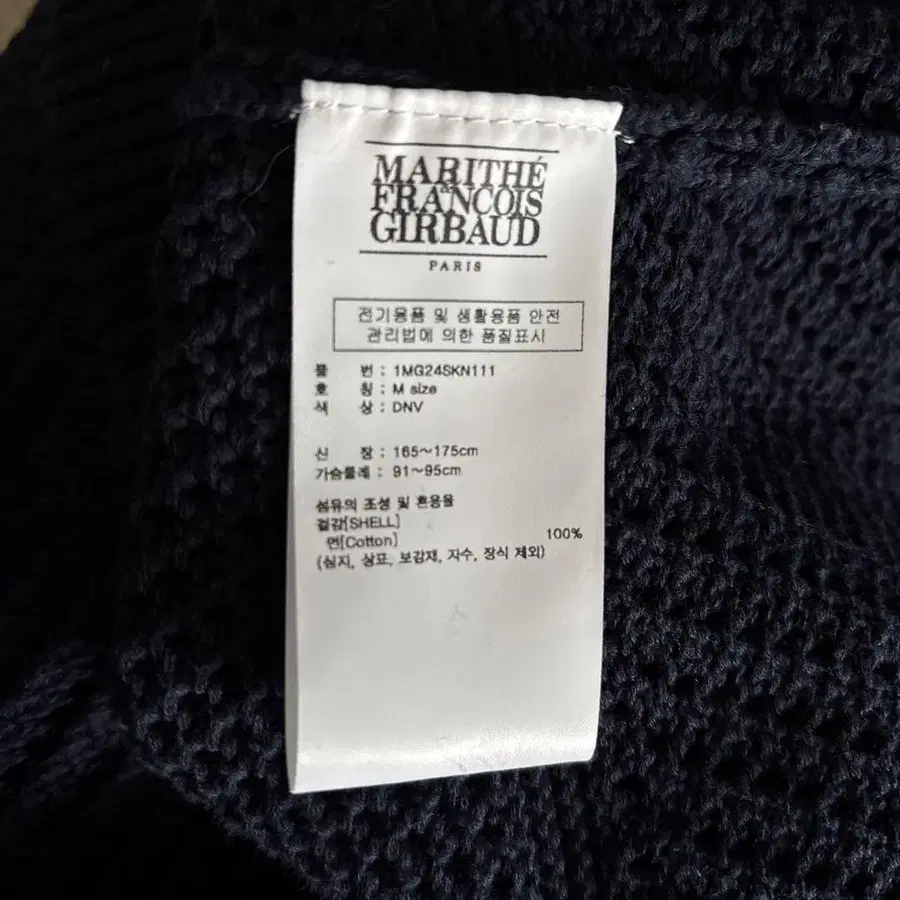 MARITHÉ
FRANCOIS
GIRBAUD
PARIS
전기용품 및 생활용품 안전
관리법에 의한 품질표시
품 번 : 1MG24SKN111
호 칭 : M size
색 상 : DNV
신 장 : 165~175cm
가슴둘레 : 91~95cm
섬유의 조성 및 혼용율
겉감[SHELL]
면[Cotton] 100%
(심지, 상표, 보강재, 자수, 장식 제외)